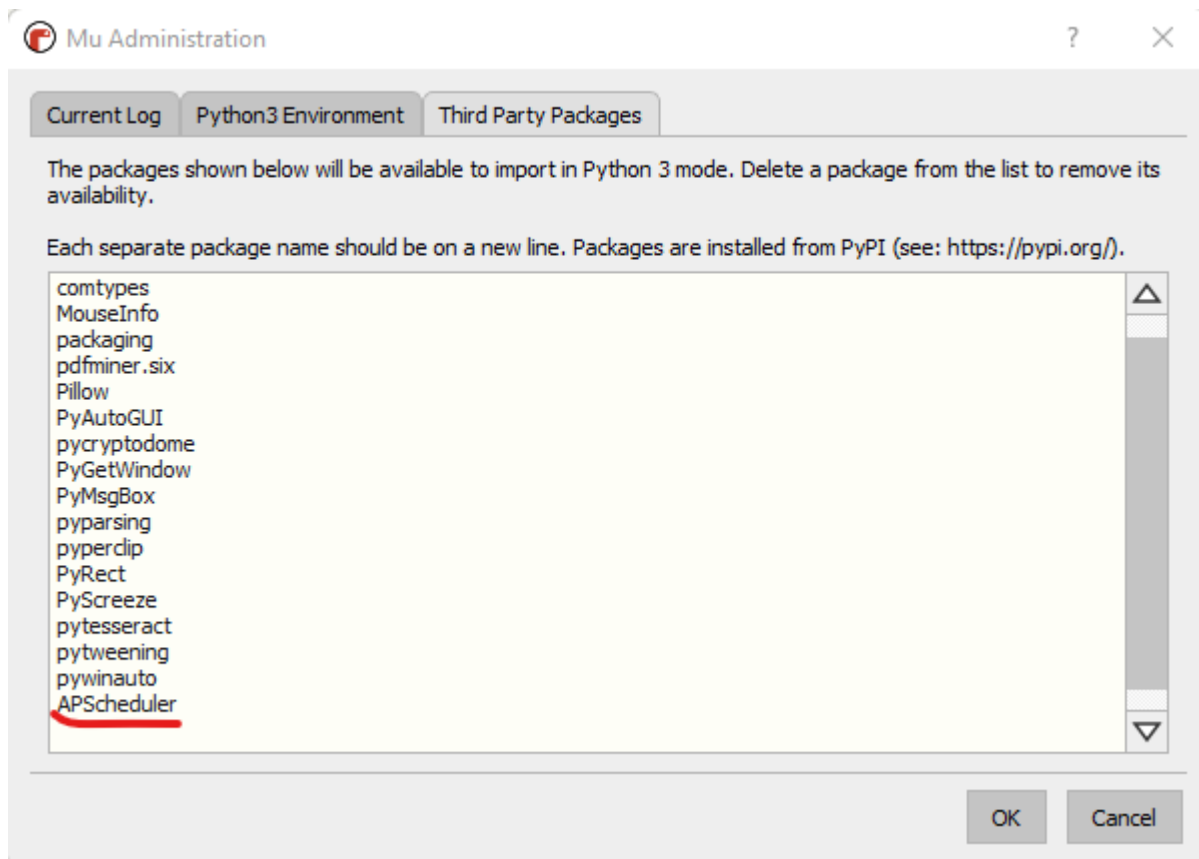 Mu Administration
Current Log Python3 Environment Third Party Packages
The packages shown below will be available to import in Python 3 mode. Delete a package from the list to remove its
availability.
Each separate package name should be on a new line. Packages are installed from PyPI (see: https://pypi.org/).
comtypes
MouseInfo
packaging
pdfminer.six
Pillow
PyAutoGUI
pycryptodome
PyGetWindow
PyMsgBox
pyparsing
pyperclip
PyRect
PyScreeze
pytesseract
pytweening
pywinauto
APScheduler
OK Cancel